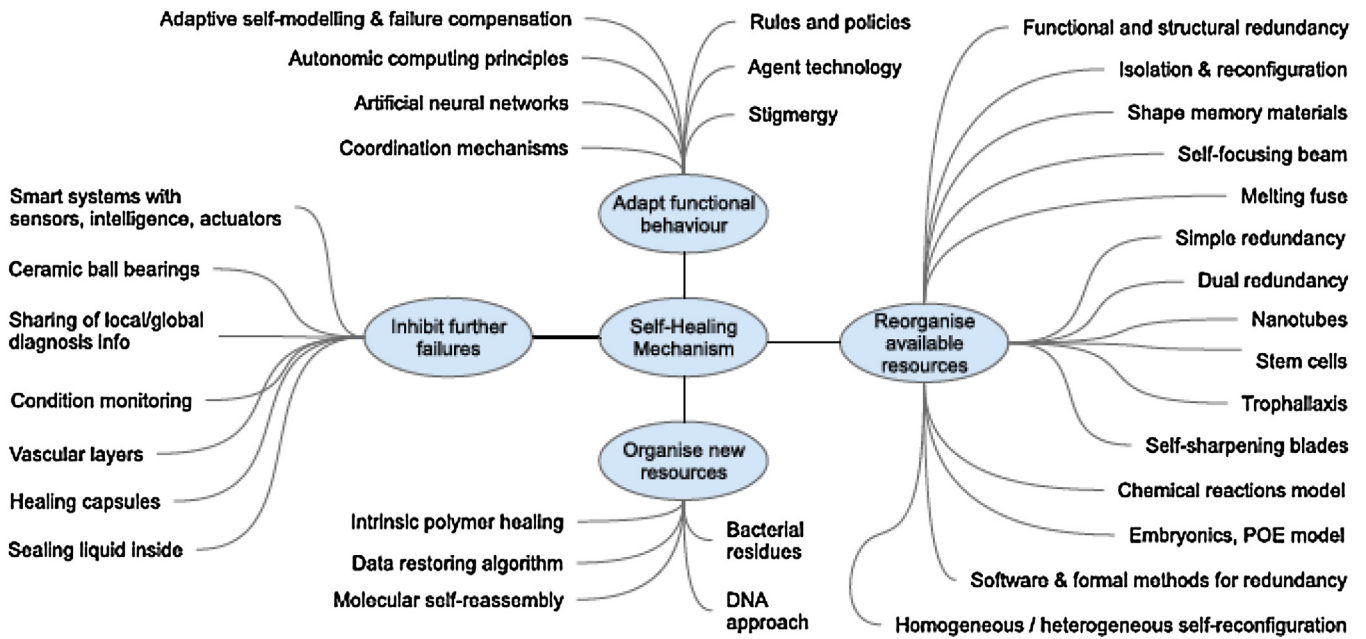 Adaptive self-modelling & failure compensation
Autonomic computing principles
Artificial neural networks
Coordination mechanisms
Rules and policies
Agent technology
Stigmergy
Adapt functional
behaviour
Smart systems with
sensors, intelligence, actuators
Ceramic ball bearings
Sharing of local/global
diagnosis info
Condition monitoring
Vascular layers
Healing capsules
Sealing liquid inside
Inhibit further
failures
Self-Healing
Mechanism
Organise new
resources
Intrinsic polymer healing
Data restoring algorithm
Molecular self-reassembly
Bacterial
residues
DNA
approach
Reorganise
available
resources
Functional and structural redundancy
Isolation & reconfiguration
Shape memory materials
Self-focusing beam
Melting fuse
Simple redundancy
Dual redundancy
Nanotubes
Stem cells
Trophallaxis
Self-sharpening blades
Chemical reactions model
Embryonics, POE model
Software & formal methods for redundancy
Homogeneous / heterogeneous self-reconfiguration